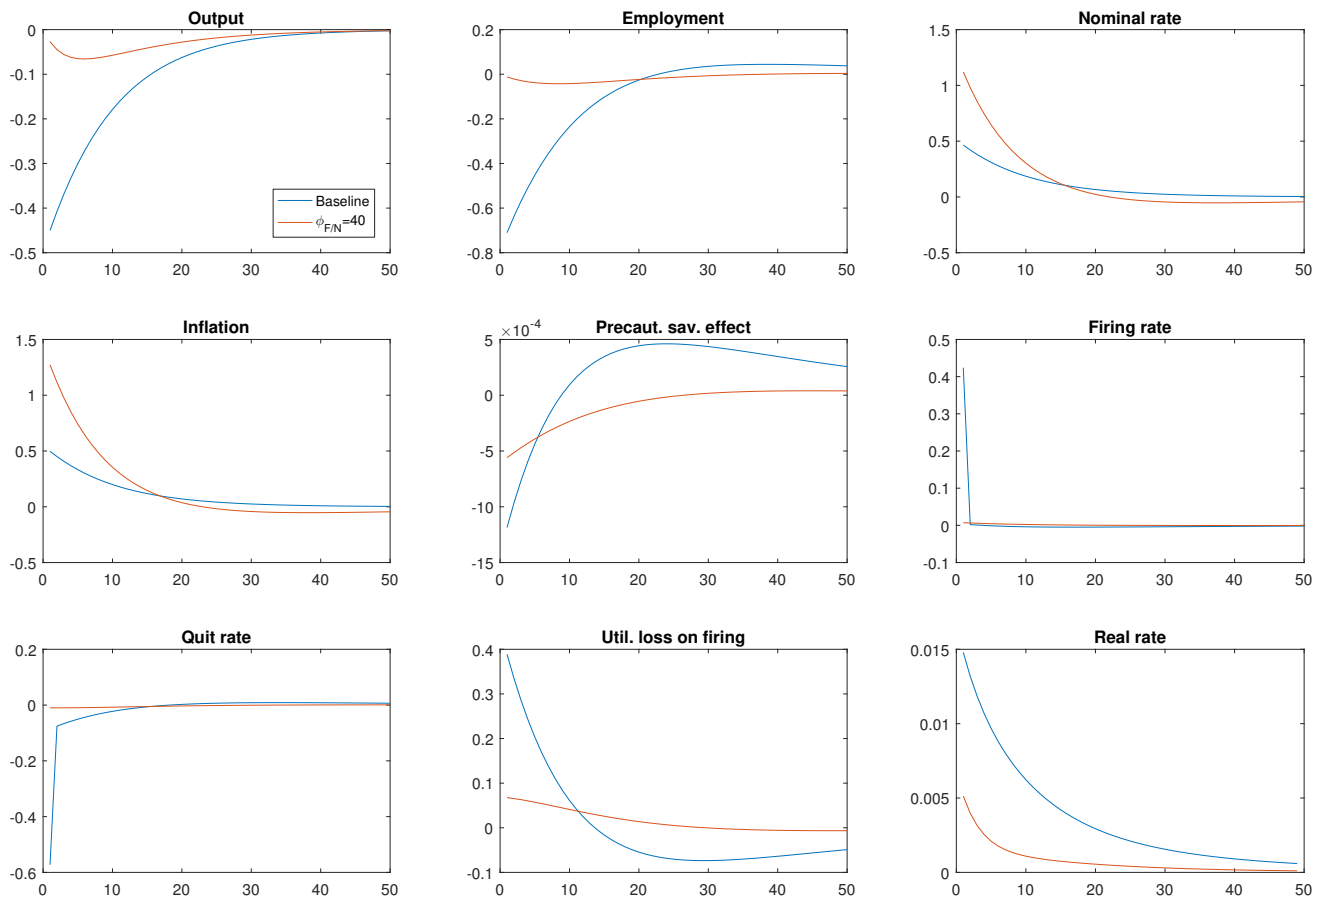 Output
0
-0.1
-0.2
-0.3
-0.4
-0.5
0 10 20 30 40 50
Baseline
ϕF/N=40
Employment
0.2
0
-0.2
-0.4
-0.6
-0.8
0 10 20 30 40 50
Nominal rate
1.5
1
0.5
0
-0.5
0 10 20 30 40 50
Inflation
1.5
1
0.5
0
-0.5
0 10 20 30 40 50
Precaut. sav. effect
×10-4
5
0
-5
-10
-15
0 10 20 30 40 50
Firing rate
0.5
0.4
0.3
0.2
0.1
0
-0.1
0 10 20 30 40 50
Quit rate
0.2
0
-0.2
-0.4
-0.6
0 10 20 30 40 50
Util. loss on firing
0.4
0.3
0.2
0.1
0
-0.1
0 10 20 30 40 50
Real rate
0.015
0.01
0.005
0
0 10 20 30 40 50